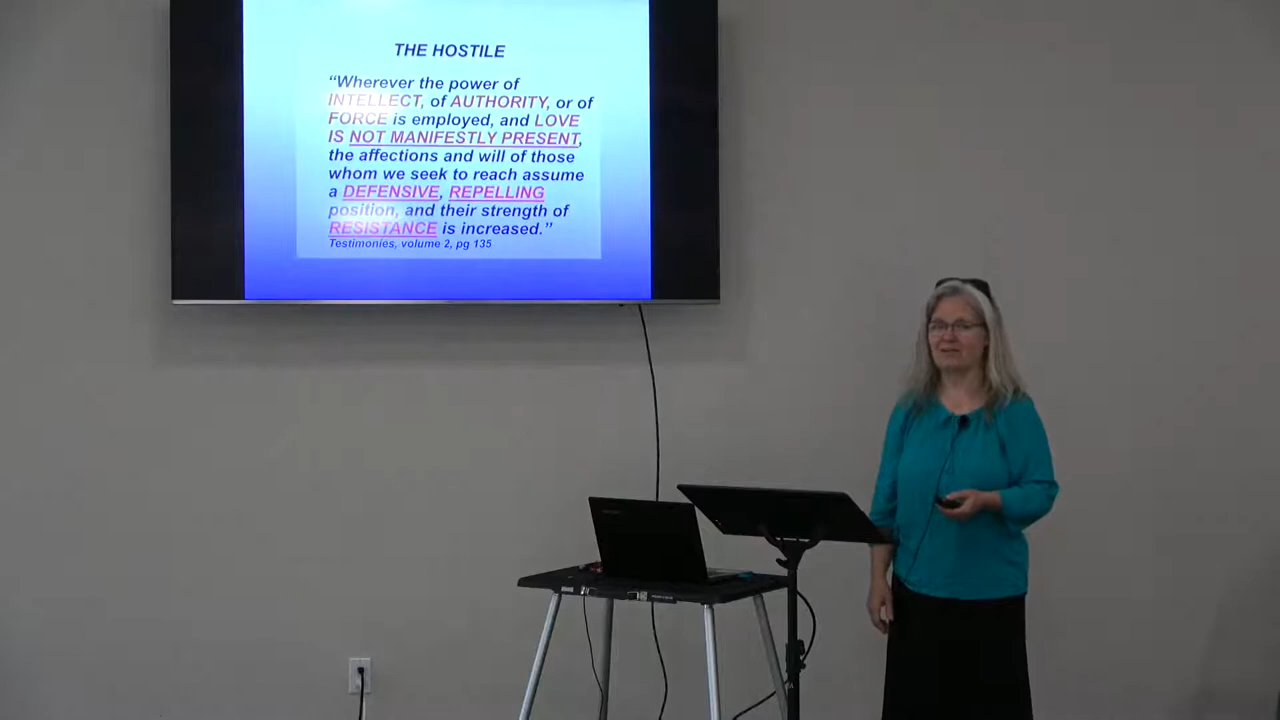 THE HOSTILE
“Wherever the power of
INTELLECT, of AUTHORITY, or of
FORCE is employed, and LOVE
IS NOT MANIFESTLY PRESENT,
the affections and will of those
whom we seek to reach assume
a DEFENSIVE, REPELLING
position, and their strength of
RESISTANCE is increased.”
Testimonies, volume 2, pg 135